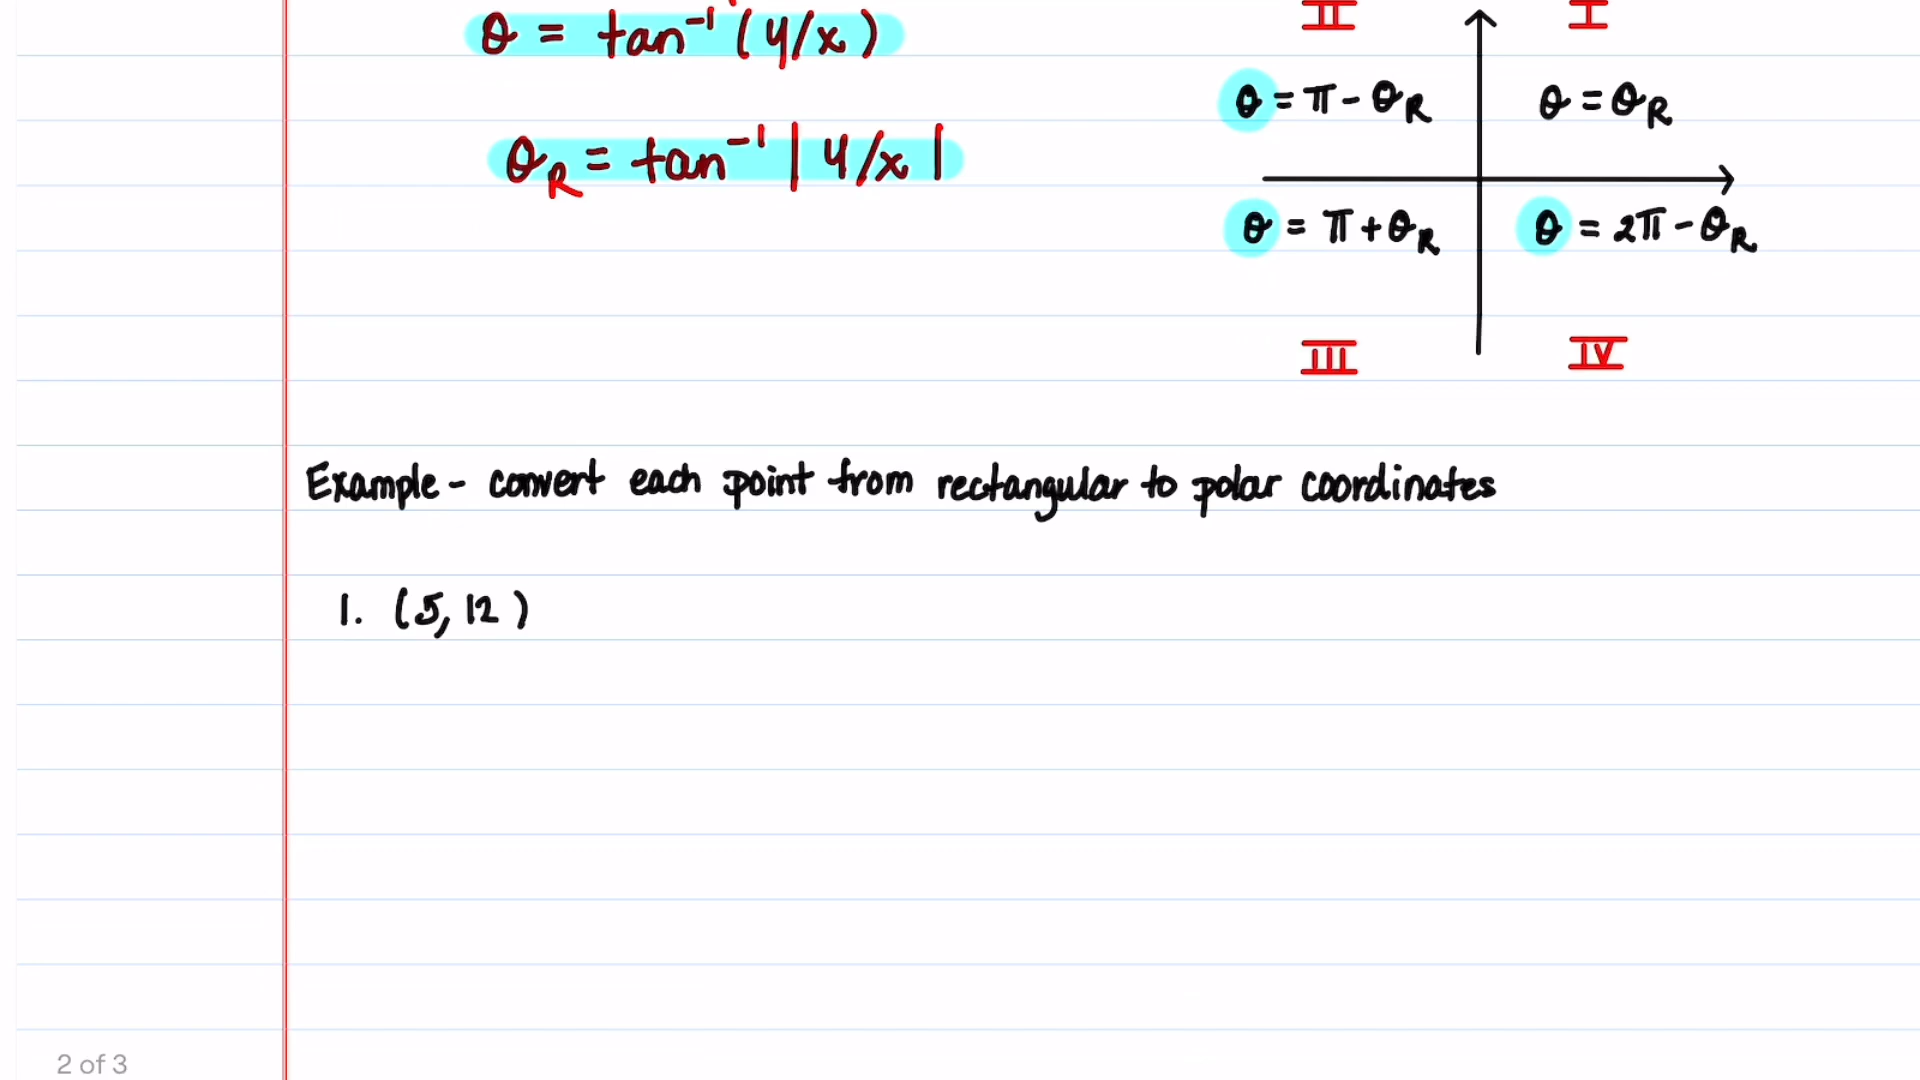 θ = tan⁻¹(y/x)
θR = tan⁻¹|y/x|
II
I
θ = π - θR
θ = θR
θ = π + θR
θ = 2π - θR
III
IV
Example - convert each point from rectangular to polar coordinates
1. (5, 12)
2 of 3